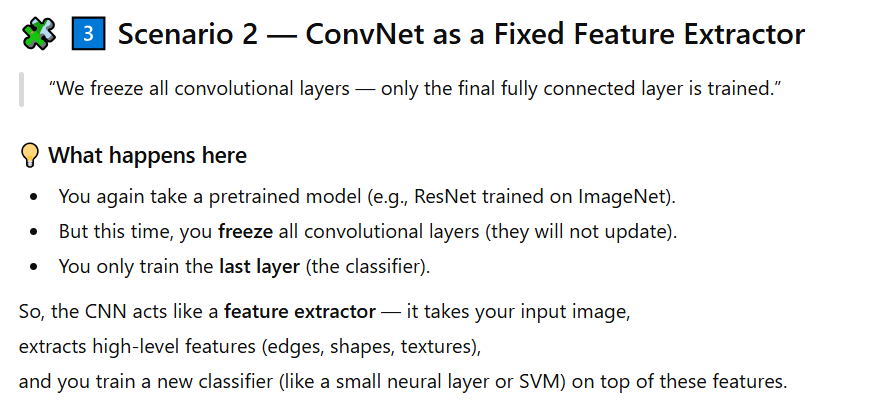 🧩 3️⃣ Scenario 2 — ConvNet as a Fixed Feature Extractor
“We freeze all convolutional layers — only the final fully connected layer is trained.”
💡 What happens here
• You again take a pretrained model (e.g., ResNet trained on ImageNet).
• But this time, you freeze all convolutional layers (they will not update).
• You only train the last layer (the classifier).
So, the CNN acts like a feature extractor — it takes your input image,
extracts high-level features (edges, shapes, textures),
and you train a new classifier (like a small neural layer or SVM) on top of these features.